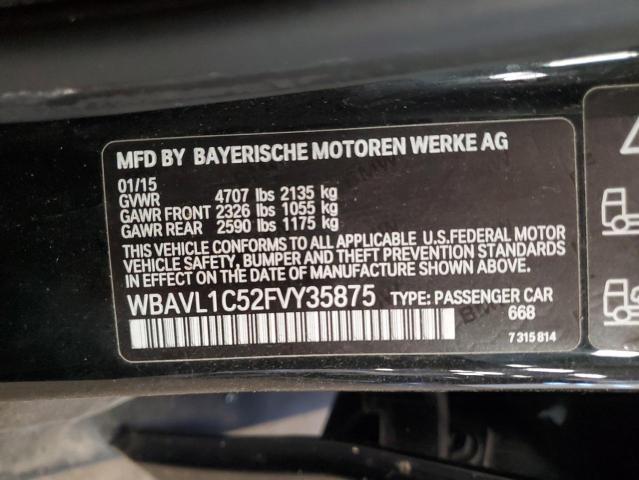 MFD BY BAYERISCHE MOTOREN WERKE AG
01/15
GVWR 4707 lbs 2135 kg
GAWR FRONT 2326 lbs 1055 kg
GAWR REAR 2590 lbs 1175 kg
THIS VEHICLE CONFORMS TO ALL APPLICABLE U.S.FEDERAL MOTOR
VEHICLE SAFETY, BUMPER AND THEFT PREVENTION STANDARDS
IN EFFECT ON THE DATE OF MANUFACTURE SHOWN ABOVE.
WBAVL1C52FVY35875 TYPE: PASSENGER CAR
668
7 315 814